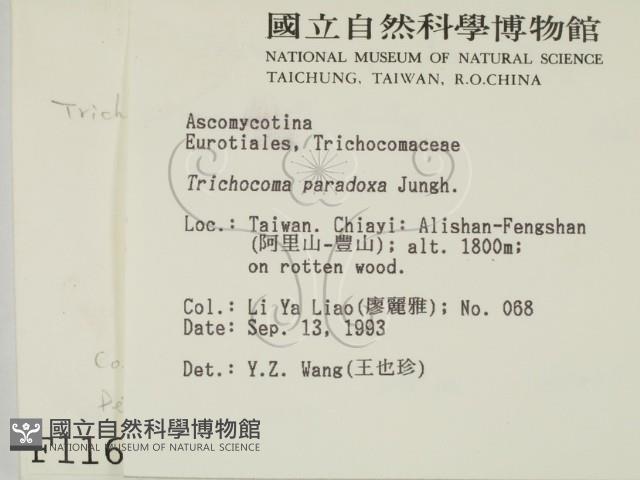 國立自然科學博物館
NATIONAL MUSEUM OF NATURAL SCIENCE
TAICHUNG, TAIWAN, R.O.CHINA
Trich
Ascomycotina
Eurotiales, Trichocomaceae
Trichocoma paradoxa Jungh.
Loc.: Taiwan. Chiayi: Alishan-Fengshan
(阿里山-豐山); alt. 1800m;
on rotten wood.
Col.: Li Ya Liao(廖麗雅); No. 068
Date: Sep. 13, 1993
Det.: Y.Z. Wang(王也珍)
Co
國立自然科學博物館
NATIONAL MUSEUM OF NATURAL SCIENCE
F116